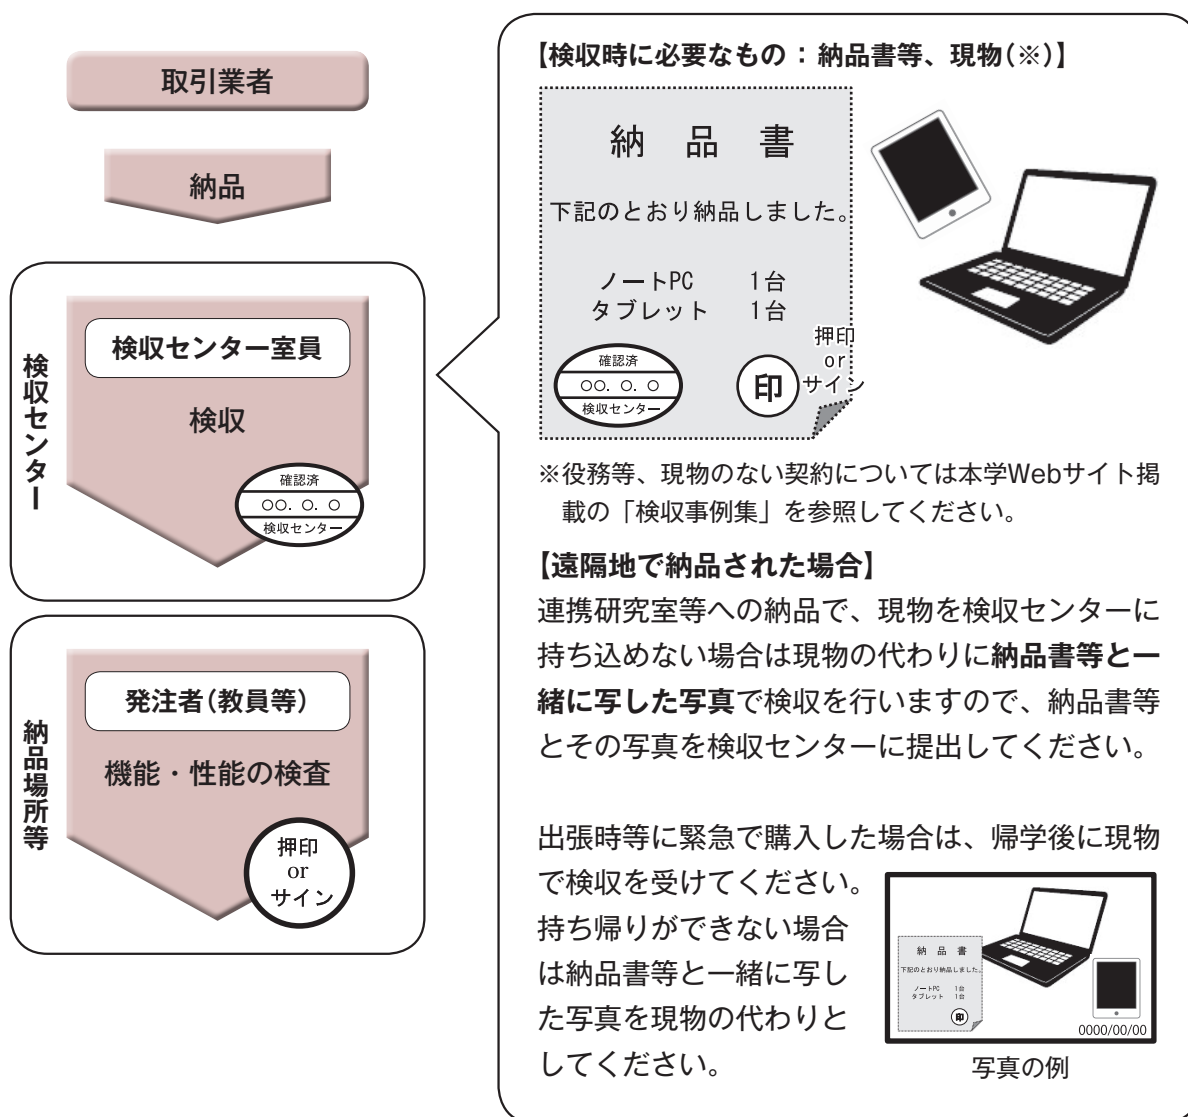 取引業者
納品
検収センター
検収センター室員
検収
確認済
○○. ○. ○
検収センター
納品場所等
発注者(教員等)
機能・性能の検査
押印
or
サイン
【検収時に必要なもの：納品書等、現物(※)】
納 品 書
下記のとおり納品しました。
ノートPC 1台
タブレット 1台
確認済
○○. ○. ○
検収センター
印
押印
or
サイン
※役務等、現物のない契約については本学Webサイト掲
載の「検収事例集」を参照してください。
【遠隔地で納品された場合】
連携研究室等への納品で、現物を検収センターに
持ち込めない場合は現物の代わりに納品書等と一
緒に写した写真で検収を行いますので、納品書等
とその写真を検収センターに提出してください。
出張時等に緊急で購入した場合は、帰学後に現物
で検収を受けてください。
持ち帰りができない場合
は納品書等と一緒に写し
た写真を現物の代わりと
してください。
納 品 書
下記のとおり納品しました。
ノートPC 1台
タブレット 1台
印
0000/00/00
写真の例